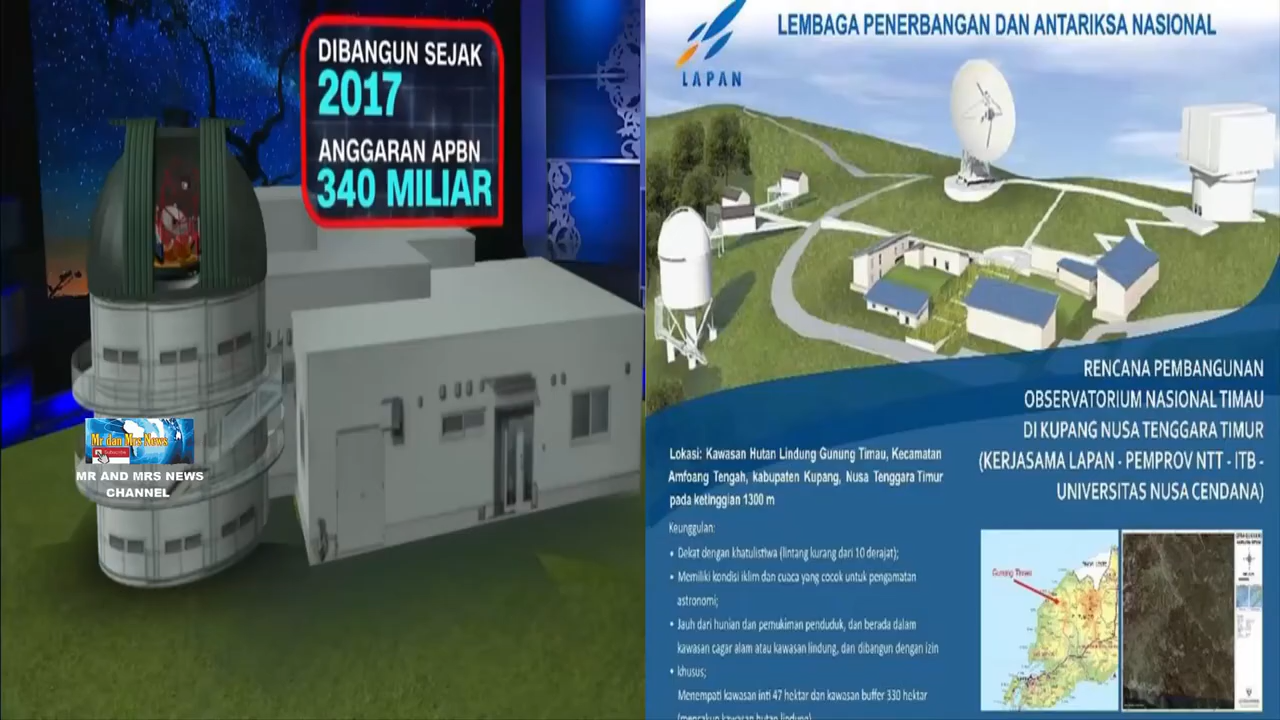 DIBANGUN SEJAK
2017
ANGGARAN APBN
340 MILIAR
Mr dan Mrs News
Subscribe
MR AND MRS NEWS
CHANNEL
LAPAN
LEMBAGA PENERBANGAN DAN ANTARIKSA NASIONAL
RENCANA PEMBANGUNAN
OBSERVATORIUM NASIONAL TIMAU
DI KUPANG NUSA TENGGARA TIMUR
(KERJASAMA LAPAN - PEMPROV NTT - ITB -
UNIVERSITAS NUSA CENDANA)
Lokasi: Kawasan Hutan Lindung Gunung Timau, Kecamatan
Amfoang Tengah, kabupaten Kupang, Nusa Tenggara Timur
pada ketinggian 1300 m
Keunggulan:
• Dekat dengan khatulistiwa (lintang kurang dari 10 derajat);
• Memiliki kondisi iklim dan cuaca yang cocok untuk pengamatan
astronomi;
• Jauh dari hunian dan pemukiman penduduk, dan berada dalam
kawasan cagar alam atau kawasan lindung, dan dibangun dengan izin
• khusus;
Menempati kawasan inti 47 hektar dan kawasan buffer 330 hektar
(mencakup kawasan hutan lindung)
Gunung Timau